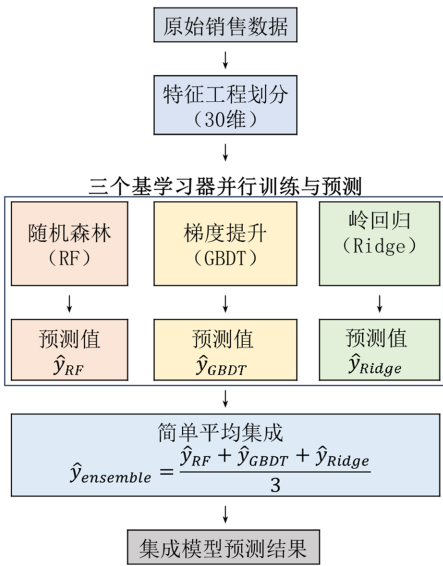 原始销售数据
特征工程划分
（30维）
三个基学习器并行训练与预测
随机森林
（RF）
梯度提升
（GBDT）
岭回归
（Ridge）
预测值
ŷ_RF
预测值
ŷ_GBDT
预测值
ŷ_Ridge
简单平均集成
ŷ_ensemble = (ŷ_RF + ŷ_GBDT + ŷ_Ridge) / 3
集成模型预测结果